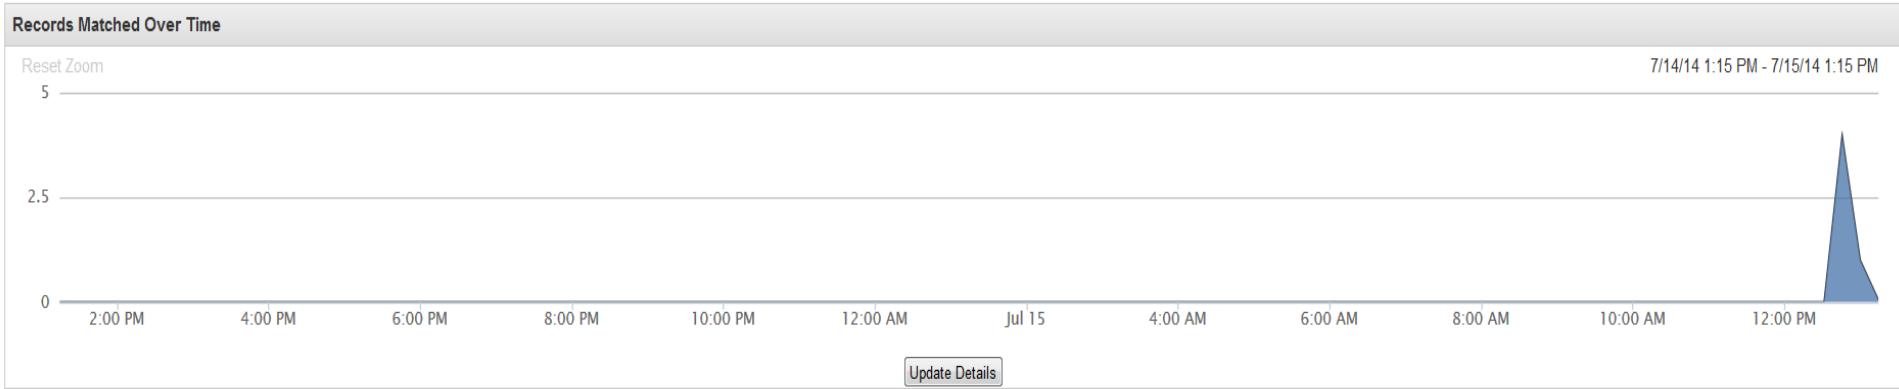 Records Matched Over Time
Reset Zoom
7/14/14 1:15 PM - 7/15/14 1:15 PM
5
2.5
0
2:00 PM 4:00 PM 6:00 PM 8:00 PM 10:00 PM 12:00 AM Jul 15 4:00 AM 6:00 AM 8:00 AM 10:00 AM 12:00 PM
Update Details